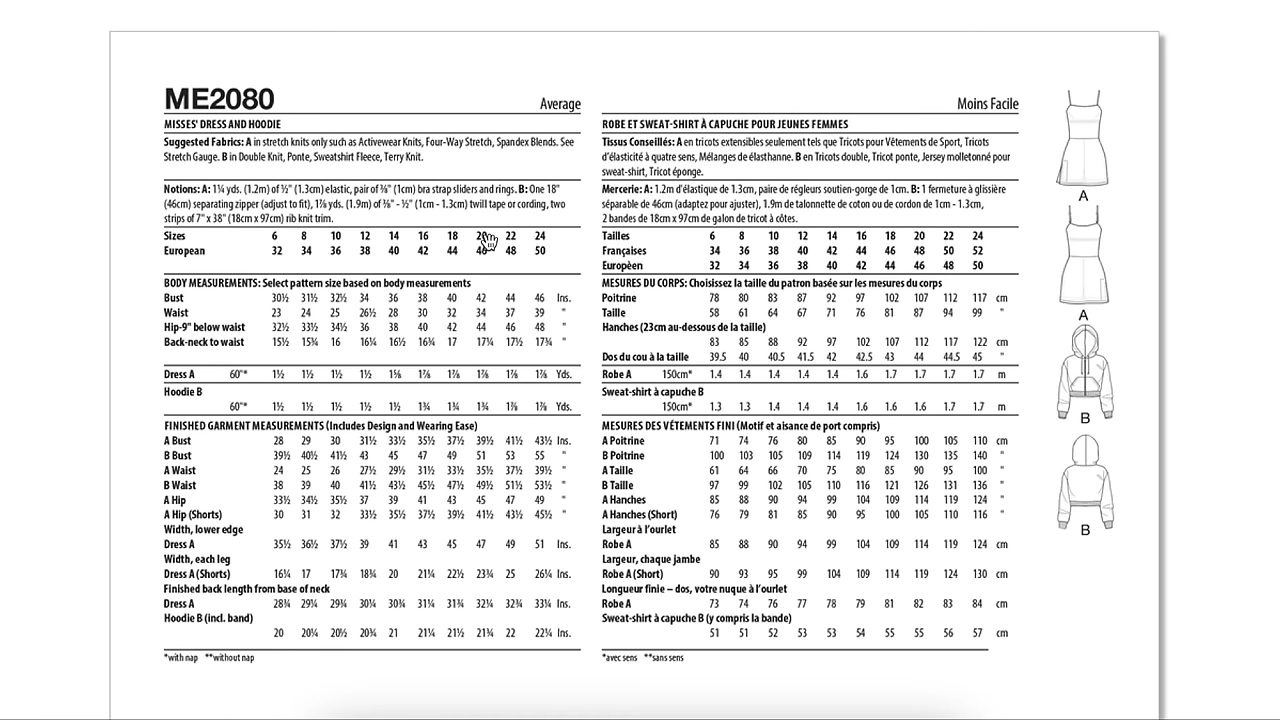 ME2080
Average
MISSES' DRESS AND HOODIE
Suggested Fabrics: A in stretch knits only such as Activewear Knits, Four-Way Stretch, Spandex Blends. See
Stretch Gauge. B in Double Knit, Ponte, Sweatshirt Fleece, Terry Knit.
Notions: A: 1¼ yds. (1.2m) of ½" (1.3cm) elastic, pair of ⅜" (1cm) bra strap sliders and rings. B: One 18"
(46cm) separating zipper (adjust to fit), 1⅞ yds. (1.9m) of ⅜" - ½" (1cm - 1.3cm) twill tape or cording, two
strips of 7" x 38" (18cm x 97cm) rib knit trim.
Sizes 6 8 10 12 14 16 18 20 22 24
European 32 34 36 38 40 42 44 46 48 50
BODY MEASUREMENTS: Select pattern size based on body measurements
Bust 30½ 31½ 32½ 34 36 38 40 42 44 46 Ins.
Waist 23 24 25 26½ 28 30 32 34 37 39 "
Hip-9" below waist 32½ 33½ 34½ 36 38 40 42 44 46 48 "
Back-neck to waist 15½ 15¾ 16 16¼ 16½ 16¾ 17 17¼ 17½ 17¾ "
Dress A 60"* 1½ 1½ 1½ 1½ 1⅝ 1⅞ 1⅞ 1⅞ 1⅞ Yds.
Hoodie B
60"* 1½ 1½ 1½ 1½ 1½ 1¾ 1¾ 1¾ 1⅞ 1⅞ Yds.
FINISHED GARMENT MEASUREMENTS (Includes Design and Wearing Ease)
A Bust 28 29 30 31½ 33½ 35½ 37½ 39½ 41½ 43½ Ins.
B Bust 39½ 40½ 41½ 43 45 47 49 51 53 55 "
A Waist 24 25 26 27½ 29½ 31½ 33½ 35½ 37½ 39½ "
B Waist 38 39 40 41½ 43½ 45½ 47½ 49½ 51½ 53½ "
A Hip 33½ 34½ 35½ 37 39 41 43 45 47 49 "
A Hip (Shorts) 30 31 32 33½ 35½ 37½ 39½ 41½ 43½ 45½ "
Width, lower edge
Dress A 35½ 36½ 37½ 39 41 43 45 47 49 51 Ins.
Width, each leg
Dress A (Shorts) 16¼ 17 17¾ 18¾ 20 21¼ 22½ 23¾ 25 26¼ Ins.
Finished back length from base of neck
Dress A 28¾ 29¼ 29¾ 30¼ 30¾ 31¼ 31¾ 32¼ 32¾ 33¼ Ins.
Hoodie B (incl. band)
20 20¼ 20½ 20¾ 21 21¼ 21½ 21¾ 22 22¼ Ins.
*with nap **without nap
Moins Facile
ROBE ET SWEAT-SHIRT À CAPUCHE POUR JEUNES FEMMES
Tissus Conseillés: A en tricots extensibles seulement tels que Tricots pour Vêtements de Sport, Tricots
d'élasticité à quatre sens, Mélanges de élasthanne. B en Tricots double, Tricot ponte, Jersey molletonné pour
sweat-shirt, Tricot éponge.
Mercerie: A: 1.2m d'élastique de 1.3cm, paire de régleurs soutien-gorge de 1cm. B: 1 fermeture à glissière
séparable de 46cm (adaptez pour ajuster), 1.9m de talonnette de coton ou de cordon de 1cm - 1.3cm,
2 bandes de 18cm x 97cm de galon de tricot à côtes.
Tailles 6 8 10 12 14 16 18 20 22 24
Françaises 34 36 38 40 42 44 46 48 50 52
Europèen 32 34 36 38 40 42 44 46 48 50
MESURES DU CORPS: Choisissez la taille du patron basée sur les mesures du corps
Poitrine 78 80 83 87 92 97 102 107 112 117 cm
Taille 58 61 64 67 71 76 81 87 94 99 "
Hanches (23cm au-dessous de la taille)
83 85 88 92 97 102 107 112 117 122 cm
Dos du cou à la taille 39.5 40 40.5 41.5 42 42.5 43 44 44.5 45 "
Robe A 150cm* 1.4 1.4 1.4 1.4 1.4 1.6 1.7 1.7 1.7 1.7 m
Sweat-shirt à capuche B
150cm* 1.3 1.3 1.4 1.4 1.4 1.6 1.6 1.6 1.7 1.7 m
MESURES DES VÉTEMENTS FINI (Motif et aisance de port compris)
A Poitrine 71 74 76 80 85 90 95 100 105 110 cm
B Poitrine 100 103 105 109 114 119 124 130 135 140 "
A Taille 61 64 66 70 75 80 85 90 95 100 "
B Taille 97 99 102 105 110 116 121 126 131 136 "
A Hanches 85 88 90 94 99 104 109 114 119 124 "
A Hanches (Short) 76 79 81 85 90 95 100 105 110 116 "
Largeur à l'ourlet
Robe A 85 88 90 94 99 104 109 114 119 124 cm
Largeur, chaque jambe
Robe A (Short) 90 93 95 99 104 109 114 119 124 130 cm
Longueur finie – dos, votre nuque à l'ourlet
Robe A 73 74 76 77 78 79 81 82 83 84 cm
Sweat-shirt à capuche B (y compris la bande)
51 51 52 53 53 54 55 55 56 57 cm
*avec sens **sans sens
A
A
B
B